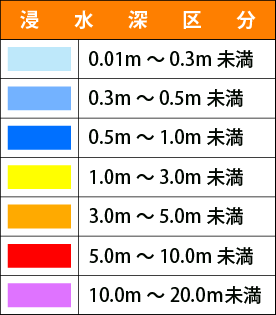 浸水深区分
0.01m ～ 0.3m 未満
0.3m ～ 0.5m 未満
0.5m ～ 1.0m 未満
1.0m ～ 3.0m 未満
3.0m ～ 5.0m 未満
5.0m ～ 10.0m 未満
10.0m ～ 20.0m未満